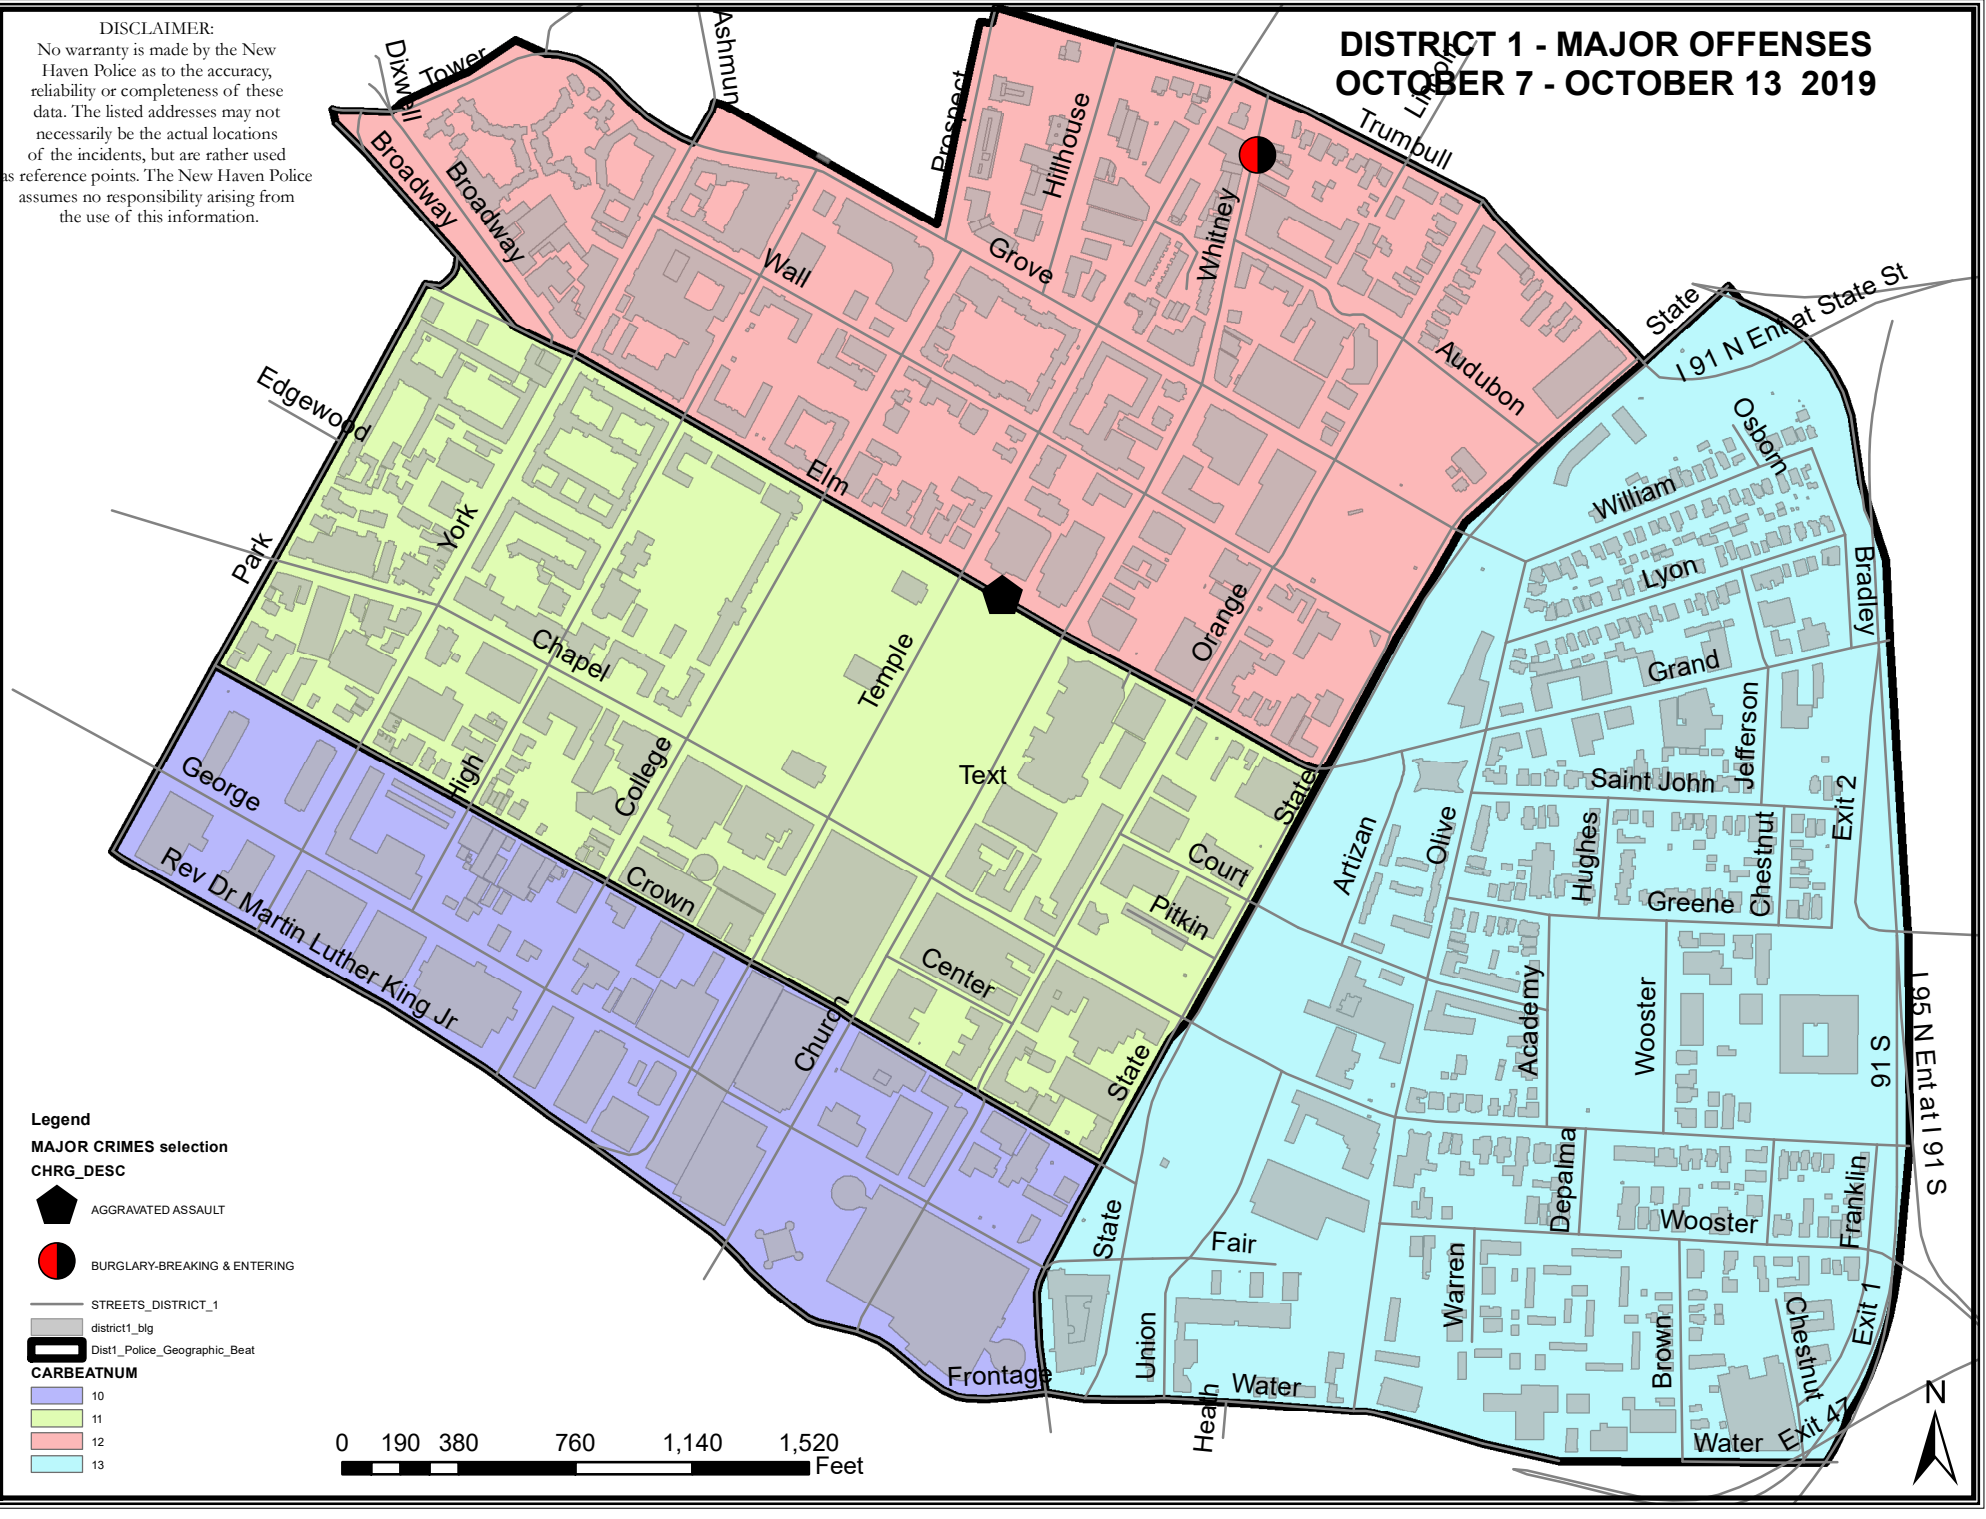 DISCLAIMER:
No warranty is made by the New
Haven Police as to the accuracy,
reliability or completeness of these
data. The listed addresses may not
necessarily be the actual locations
of the incidents, but are rather used
as reference points. The New Haven Police
assumes no responsibility arising from
the use of this information.
DISTRICT 1 - MAJOR OFFENSES
OCTOBER 7 - OCTOBER 13 2019
Dixwell
Tower
Ashmun
Prospect
Hillhouse
Lincoln
Trumbull
Broadway
Broadway
Wall
Grove
Whitney
Audubon
State
I 91 N Ent at State St
Edgewood
Elm
Osborn
William
Park
York
Lyon
Bradley
Chapel
Temple
Orange
Grand
Jefferson
George
High
College
Text
State
Saint John
Exit 2
Court
Artizan
Olive
Hughes
Chestnut
Greene
Rev Dr Martin Luther King Jr
Crown
Pitkin
Center
Church
State
Academy
Wooster
91 S
I 95 N Ent at I 91 S
Depalma
Franklin
Wooster
State
Fair
Warren
Union
Brown
Chestnut
Exit 1
Frontage
Heath
Water
Water
Exit 47
N
Legend
MAJOR CRIMES selection
CHRG_DESC
AGGRAVATED ASSAULT
BURGLARY-BREAKING & ENTERING
STREETS_DISTRICT_1
district1_blg
Dist1_Police_Geographic_Beat
CARBEATNUM
10
11
12
13
0 190 380 760 1,140 1,520
Feet